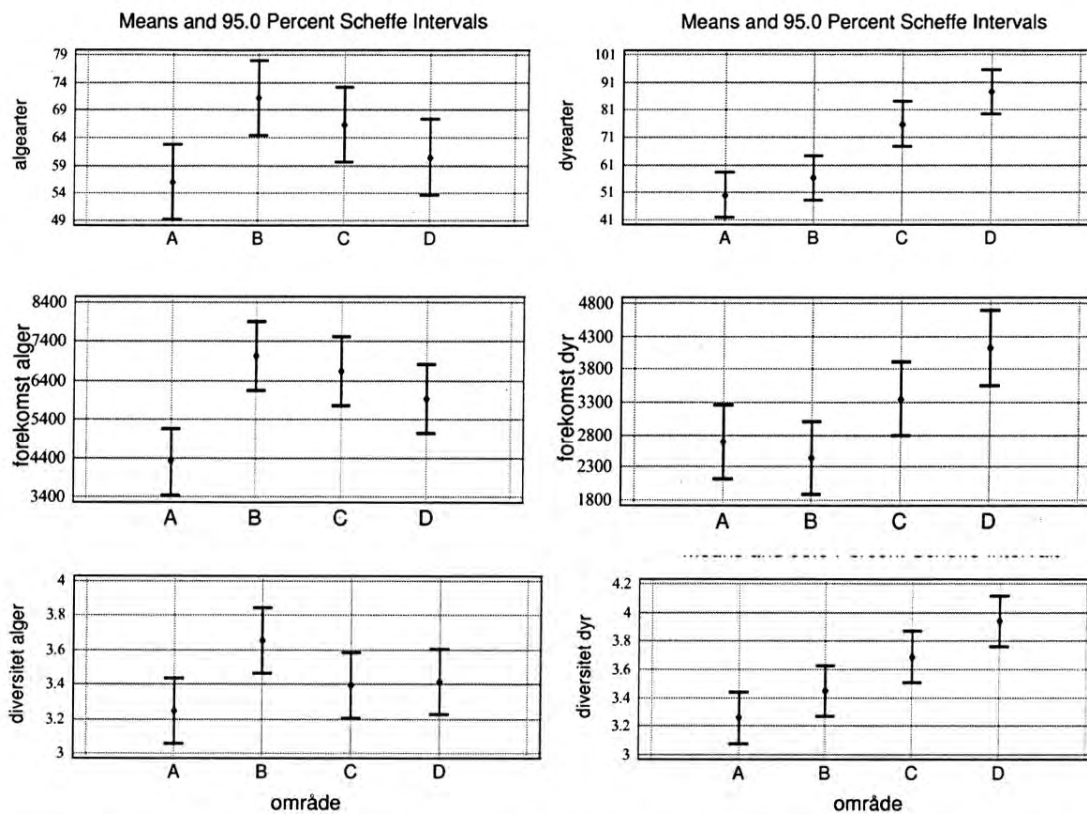 Means and 95.0 Percent Scheffe Intervals
algearter
79
74
69
64
59
54
49
A B C D
Means and 95.0 Percent Scheffe Intervals
dyrearter
101
91
81
71
61
51
41
A B C D
forekomst alger
8400
7400
6400
5400
4400
3400
A B C D
forekomst dyr
4800
4300
3800
3300
2800
2300
1800
A B C D
diversitet alger
4
3.8
3.6
3.4
3.2
3
A B C D
område
diversitet dyr
4.2
4
3.8
3.6
3.4
3.2
3
A B C D
område